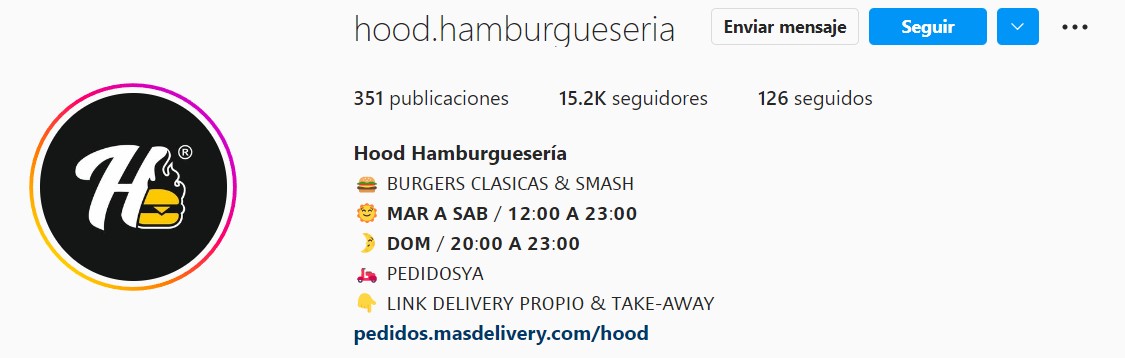 hood.hamburgueseria Enviar mensaje Seguir
351 publicaciones 15.2K seguidores 126 seguidos
H ®
Hood Hamburguesería
🍔 BURGERS CLASICAS & SMASH
🌞 MAR A SAB / 12:00 A 23:00
🌛 DOM / 20:00 A 23:00
🛵 PEDIDOSYA
👇 LINK DELIVERY PROPIO & TAKE-AWAY
pedidos.masdelivery.com/hood